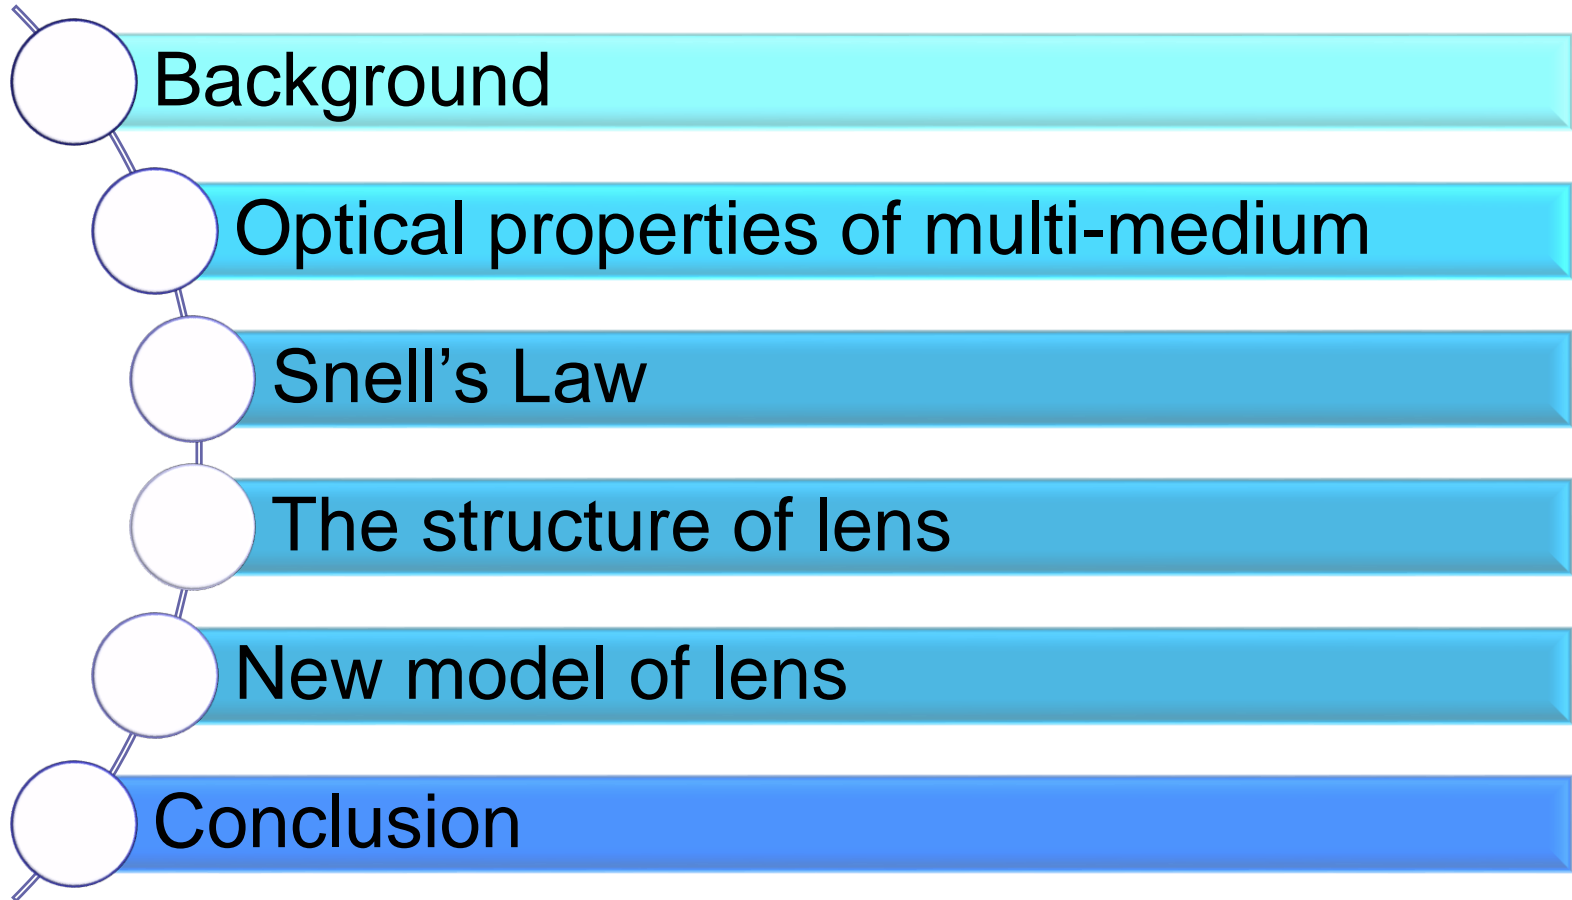 Background
Optical properties of multi-medium
Snell’s Law
The structure of lens
New model of lens
Conclusion